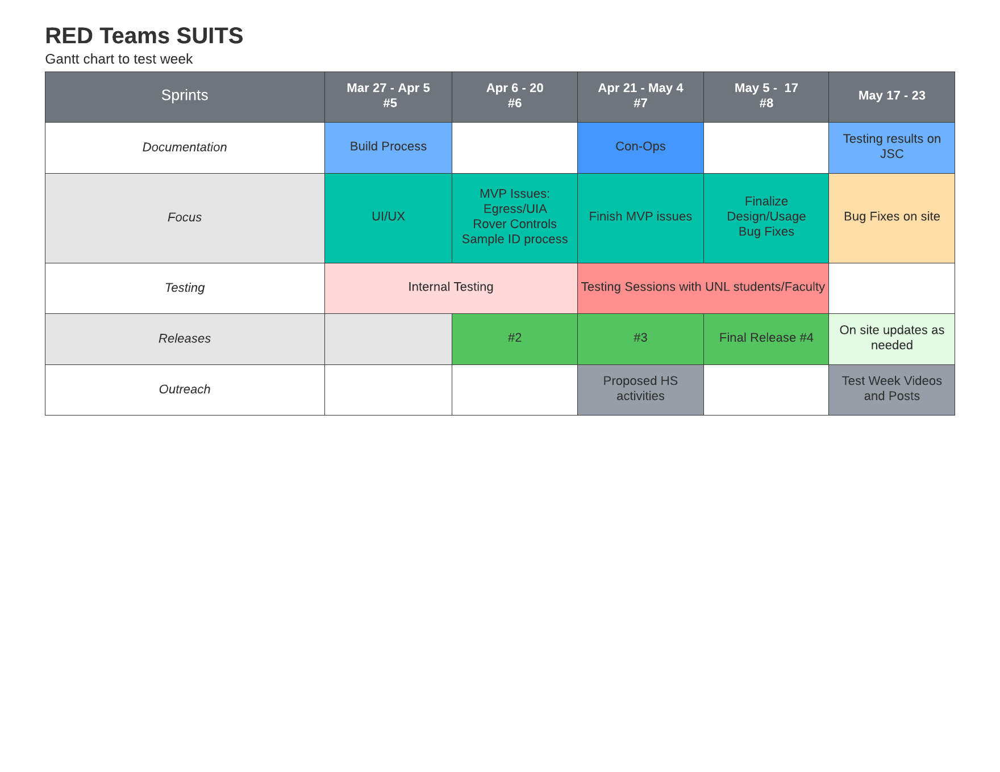 RED Teams SUITS
Gantt chart to test week
Sprints
Mar 27 - Apr 5
#5
Apr 6 - 20
#6
Apr 21 - May 4
#7
May 5 -  17
#8
May 17 - 23
Documentation
Build Process
Con-Ops
Testing results on
JSC
Focus
UI/UX
MVP Issues:
Egress/UIA
Rover Controls
Sample ID process
Finish MVP issues
Finalize
Design/Usage
Bug Fixes
Bug Fixes on site
Testing
Internal Testing
Testing Sessions with UNL students/Faculty
Releases
#2
#3
Final Release #4
On site updates as
needed
Outreach
Proposed HS
activities
Test Week Videos
and Posts